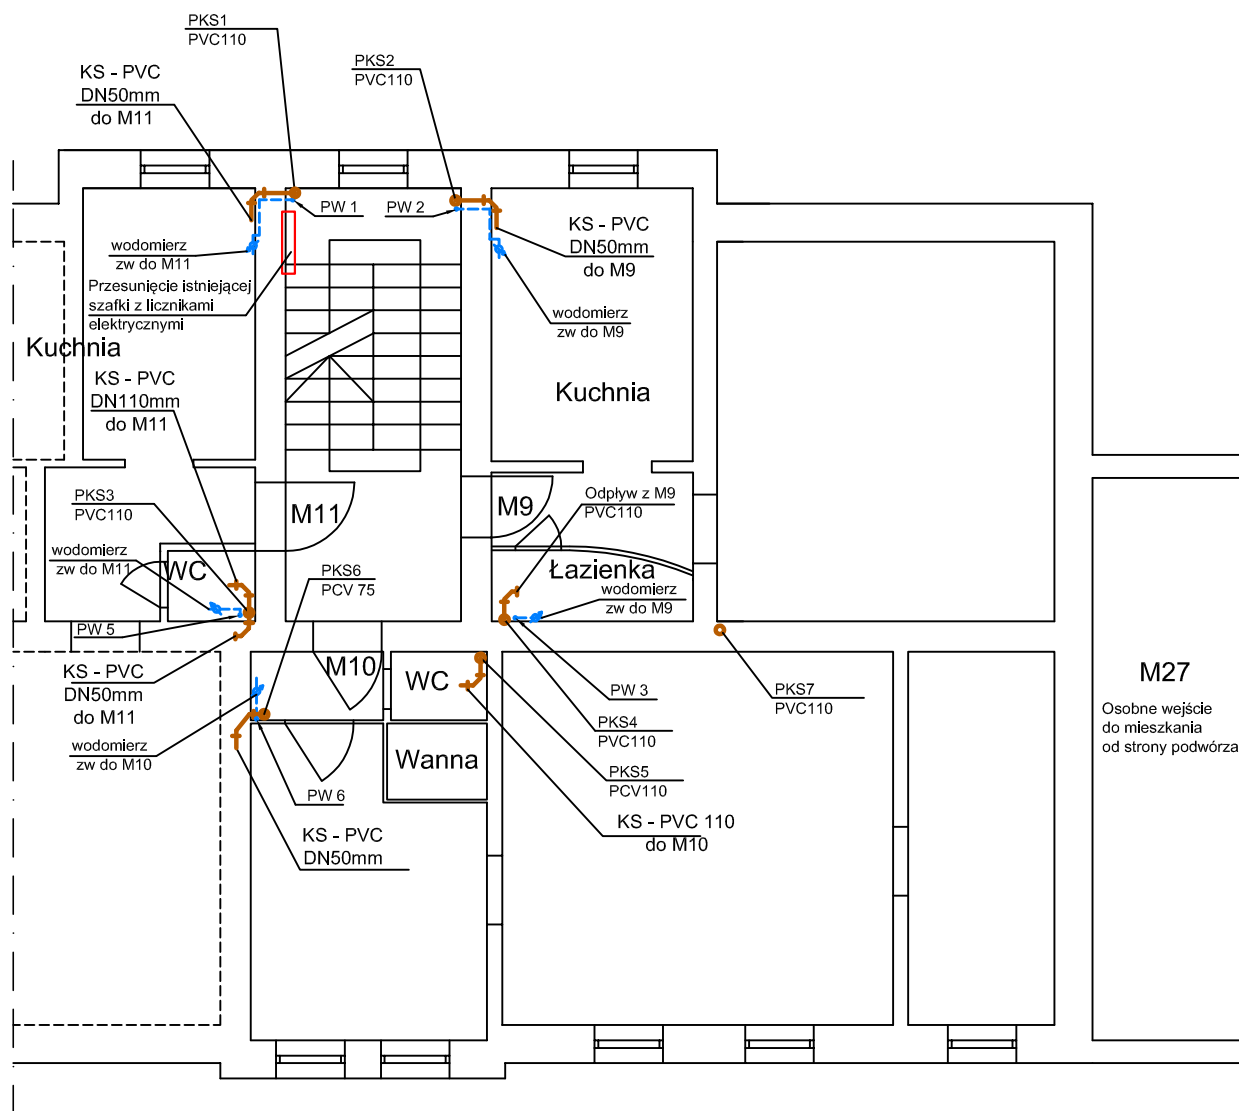 PKS1
PVC110
KS - PVC
DN50mm
do M11
PKS2
PVC110
PW 1
PW 2
KS - PVC
DN50mm
do M9
wodomierz
zw do M11
Przesunięcie istniejącej
szafki z licznikami
elektrycznymi
wodomierz
zw do M9
Kuchnia
KS - PVC
DN110mm
do M11
Kuchnia
PKS3
PVC110
M11
M9
Odpływ z M9
PVC110
wodomierz
zw do M11
WC
PKS6
PCV 75
Łazienka
wodomierz
zw do M9
PW 5
KS - PVC
DN50mm
do M11
M10
WC
PW 3
PKS7
PVC110
M27
Osobne wejście
do mieszkania
od strony podwórza
PKS4
PVC110
wodomierz
zw do M10
Wanna
PKS5
PCV110
PW 6
KS - PVC 110
do M10
KS - PVC
DN50mm